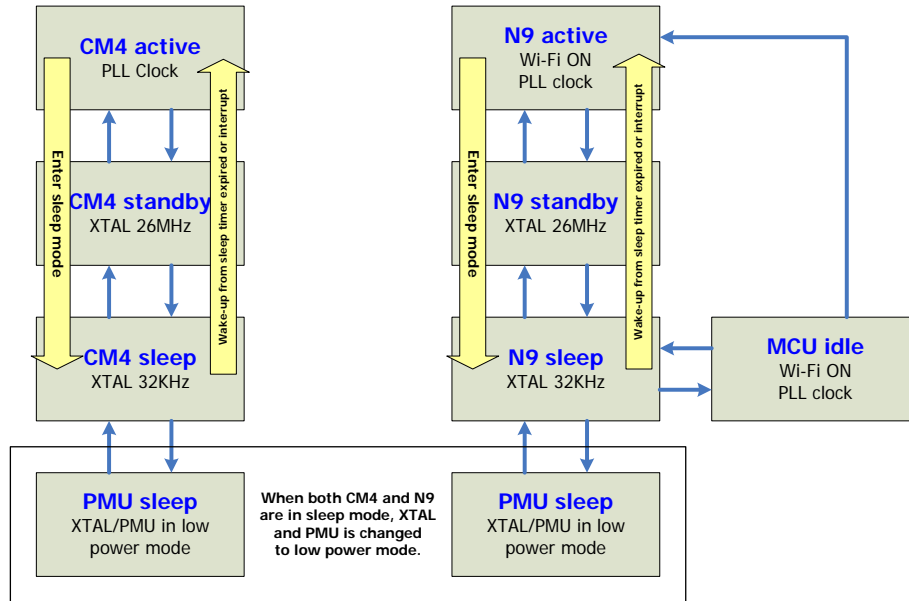 CM4 active
PLL Clock
Enter sleep mode
Wake-up from sleep timer expired or interrupt
CM4 standby
XTAL 26MHz
CM4 sleep
XTAL 32KHz
PMU sleep
XTAL/PMU in low
power mode
When both CM4 and N9
are in sleep mode, XTAL
and PMU is changed
to low power mode.
N9 active
Wi-Fi ON
PLL clock
Enter sleep mode
Wake-up from sleep timer expired or interrupt
N9 standby
XTAL 26MHz
N9 sleep
XTAL 32KHz
MCU idle
Wi-Fi ON
PLL clock
PMU sleep
XTAL/PMU in low
power mode